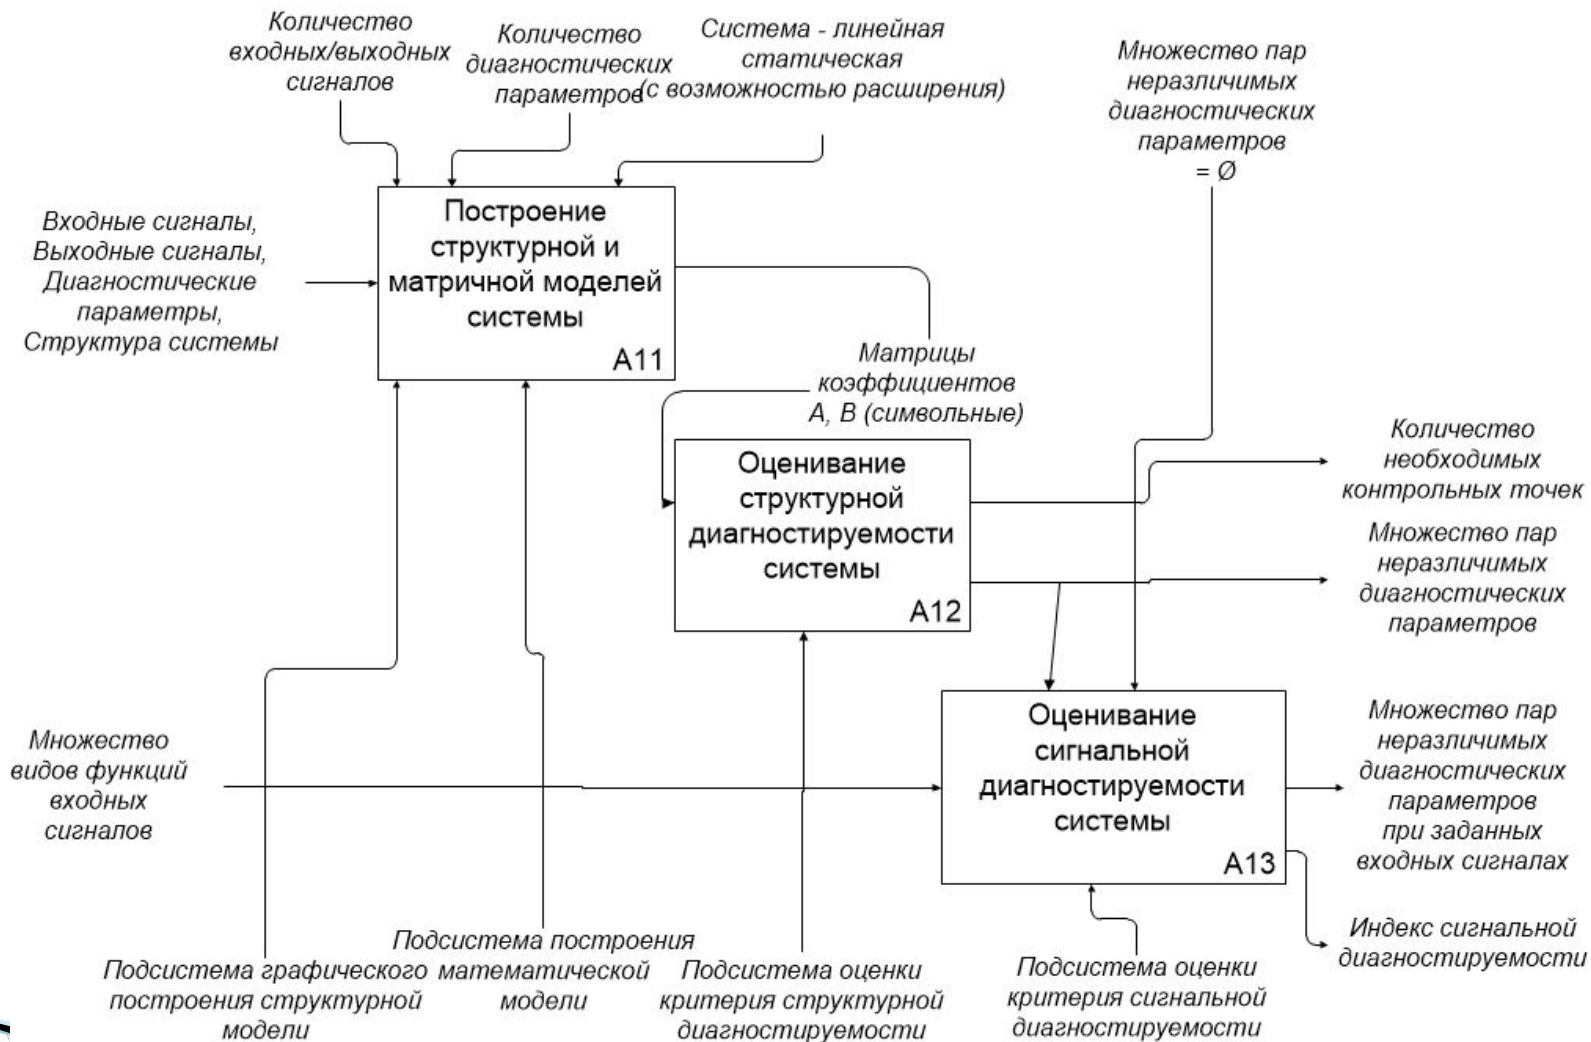 Количество
входных/выходных
сигналов
Количество
диагностических
параметров
Система - линейная
статическая
(с возможностью расширения)
Множество пар
неразличимых
диагностических
параметров
= Ø
Входные сигналы,
Выходные сигналы,
Диагностические
параметры,
Структура системы
Построение
структурной и
матричной моделей
системы
A11
Матрицы
коэффициентов
A, B (символьные)
Оценивание
структурной
диагностируемости
системы
A12
Количество
необходимых
контрольных точек
Множество пар
неразличимых
диагностических
параметров
Множество
видов функций
входных
сигналов
Оценивание
сигнальной
диагностируемости
системы
A13
Множество пар
неразличимых
диагностических
параметров
при заданных
входных сигналах
Индекс сигнальной
диагностируемости
Подсистема графического
построения структурной
модели
Подсистема построения
математической
модели
Подсистема оценки
критерия структурной
диагностируемости
Подсистема оценки
критерия сигнальной
диагностируемости